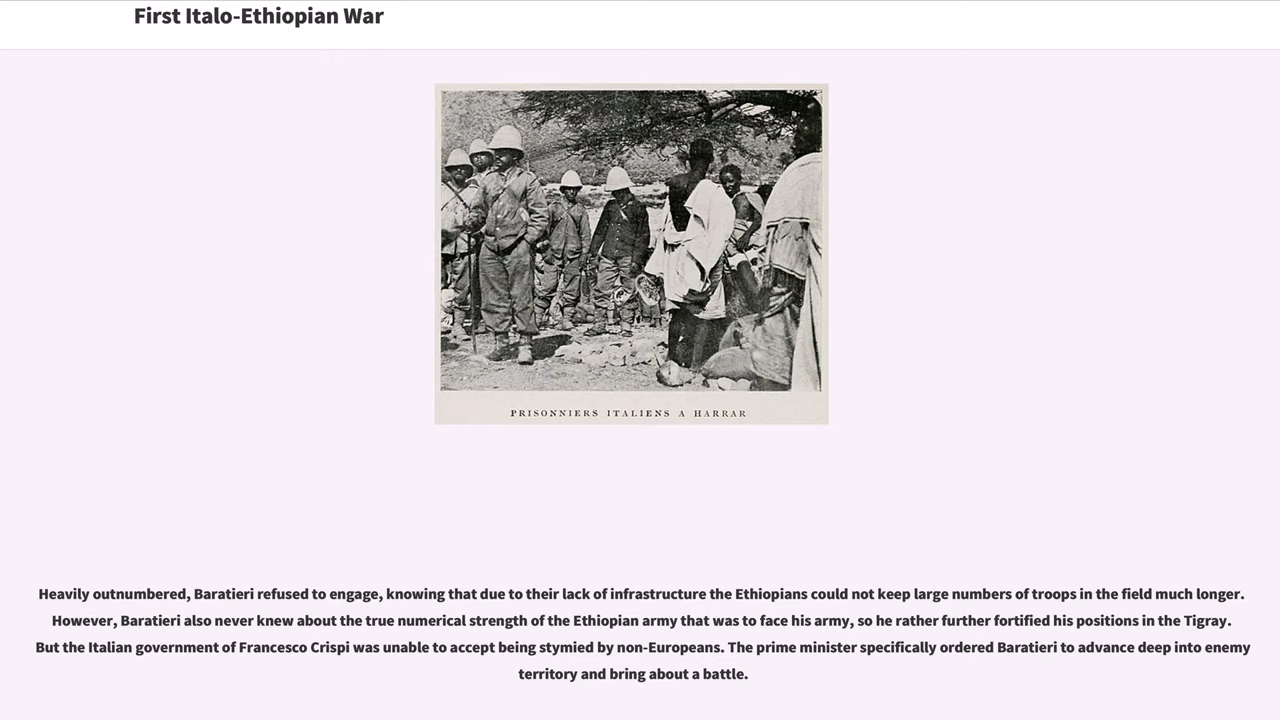 First Italo-Ethiopian War
PRISONNIERS ITALIENS A HARRAR
Heavily outnumbered, Baratieri refused to engage, knowing that due to their lack of infrastructure the Ethiopians could not keep large numbers of troops in the field much longer.
However, Baratieri also never knew about the true numerical strength of the Ethiopian army that was to face his army, so he rather further fortified his positions in the Tigray.
But the Italian government of Francesco Crispi was unable to accept being stymied by non-Europeans. The prime minister specifically ordered Baratieri to advance deep into enemy
territory and bring about a battle.